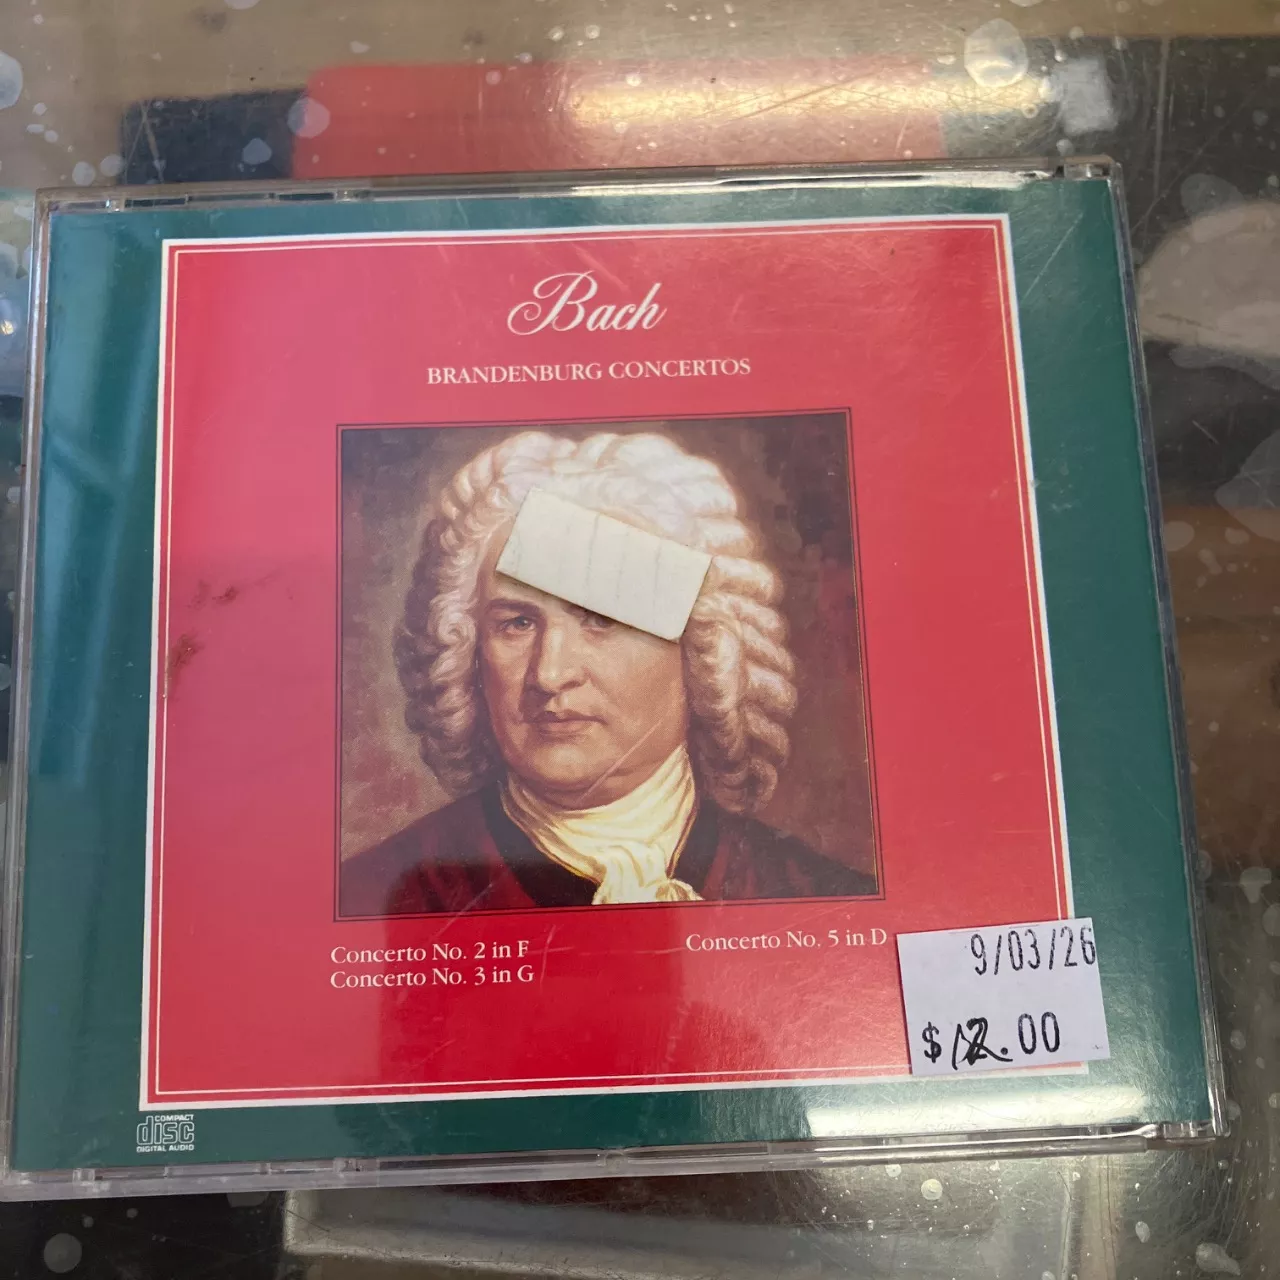 Bach
BRANDENBURG CONCERTOS
Concerto No. 2 in F
Concerto No. 3 in G
Concerto No. 5 in D
9/03/26
$12.00
COMPACT
disc
DIGITAL AUDIO